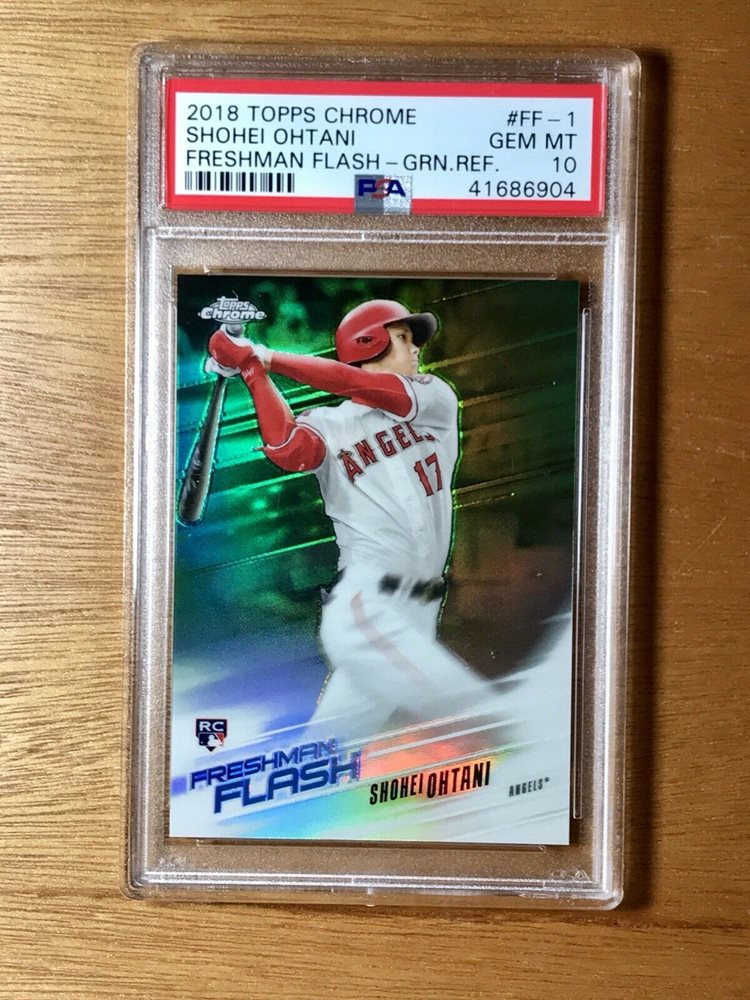 2018 TOPPS CHROME #FF-1
SHOHEI OHTANI GEM MT
FRESHMAN FLASH-GRN.REF. 10
PSA 41686904
Topps
Chrome
ANGELS
17
RC
FRESHMAN
FLASH
SHOHEI OHTANI
ANGELS®
PSA